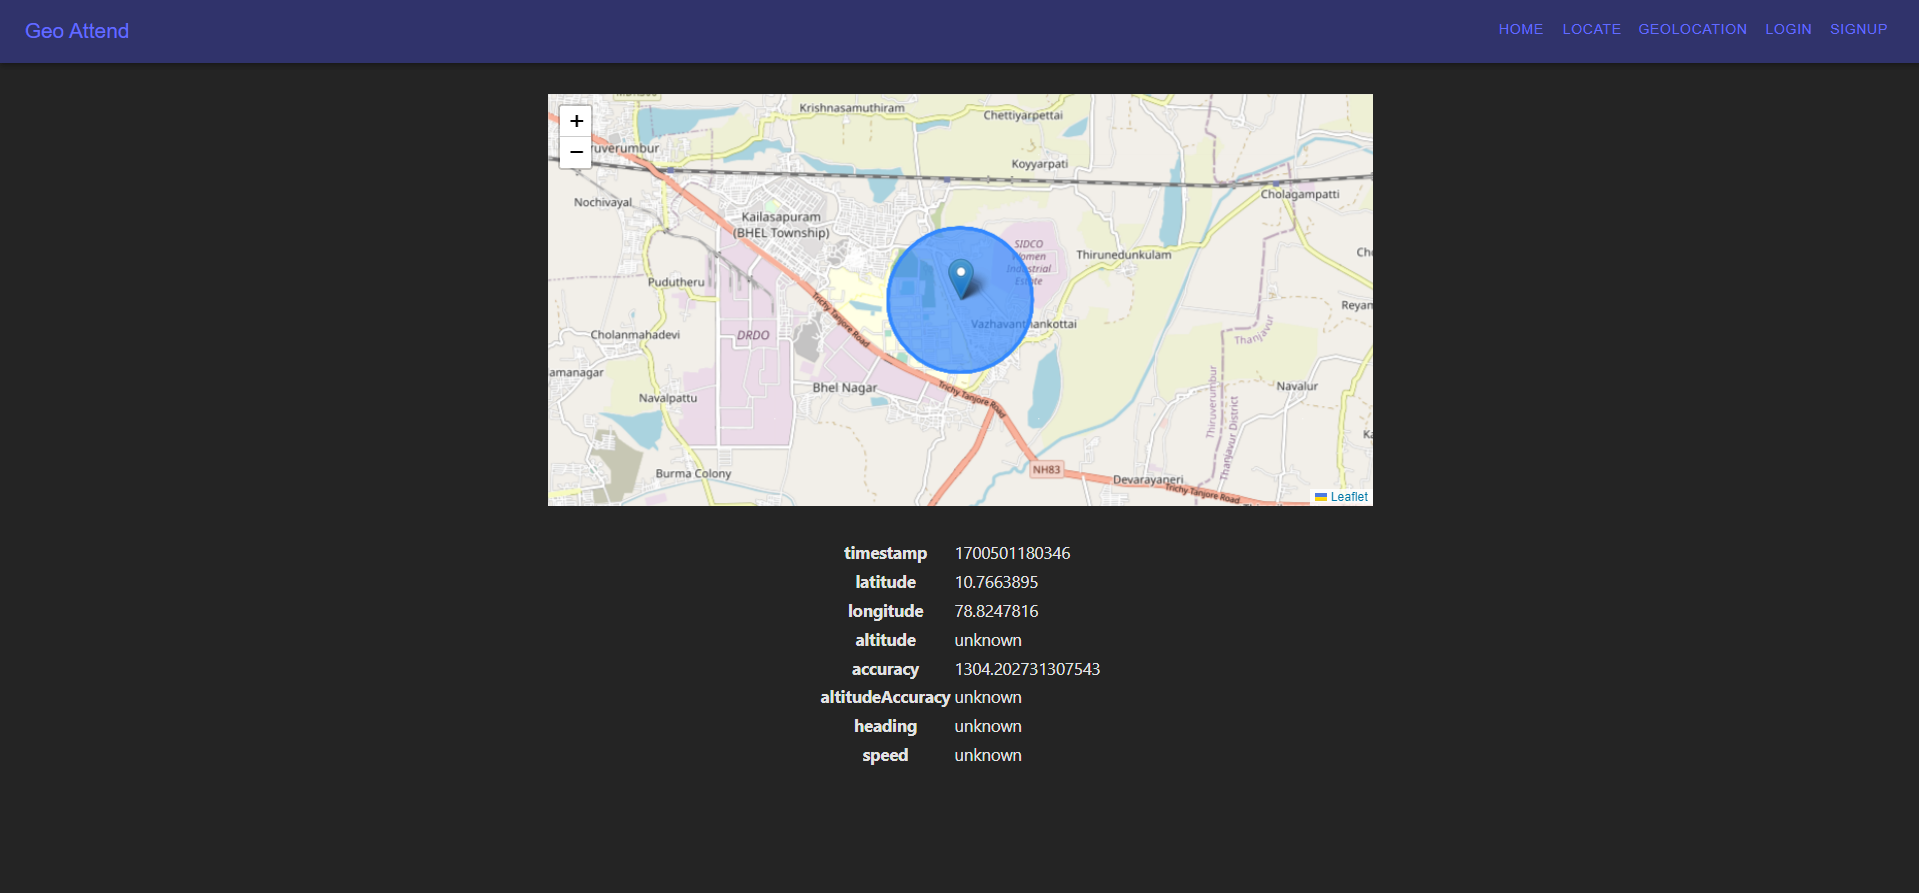 Geo Attend
HOME LOCATE GEOLOCATION LOGIN SIGNUP
+
−
Krishnasamuthiram
Chettiyarpettai
ruverumbur
Koyyarpati
Cholagampatti
Nochivayal
Kailasapuram
(BHEL Township)
SIDCO
Women
Industrial
Estate
Thirunedunkulam
Pudutheru
Trichy Tanjore Road
Vazhavanthankottai
Reyan
Cholanmahadevi
DRDO
Thanjavur
amanagar
Bhel Nagar
Trichy Tanjore Road
Navalur
Navalpattu
Thiruverumbur
Thanjavur District
Burma Colony
NH83
Devarayaneri
Trichy Tanjore Road
Leaflet
timestamp 1700501180346
latitude 10.7663895
longitude 78.8247816
altitude unknown
accuracy 1304.202731307543
altitudeAccuracy unknown
heading unknown
speed unknown